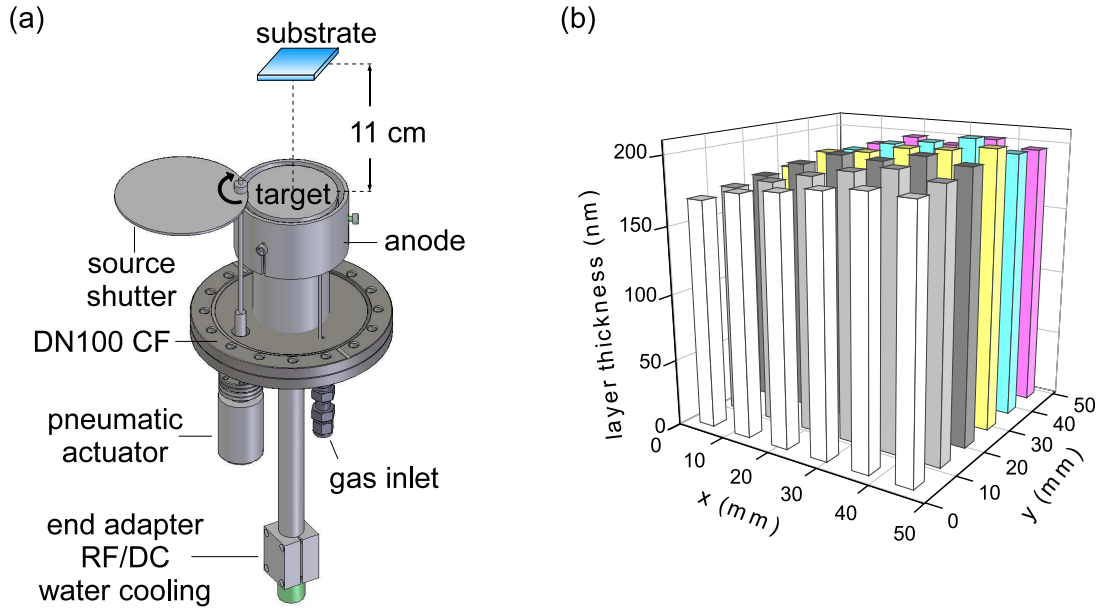 (a)
substrate
11 cm
target
anode
source
shutter
DN100 CF
pneumatic
actuator
gas inlet
end adapter
RF/DC
water cooling
(b)
layer thickness (nm)
200
150
100
50
0
0
10
20
30
40
50
x (mm)
0
10
20
30
40
50
y (mm)